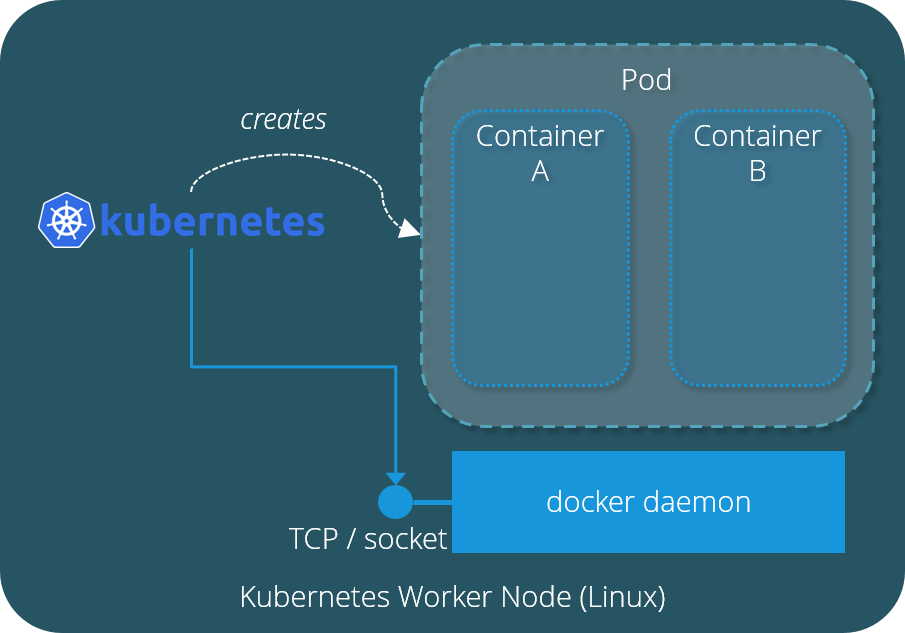 Pod
creates
Container
A
Container
B
kubernetes
docker daemon
TCP / socket
Kubernetes Worker Node (Linux)